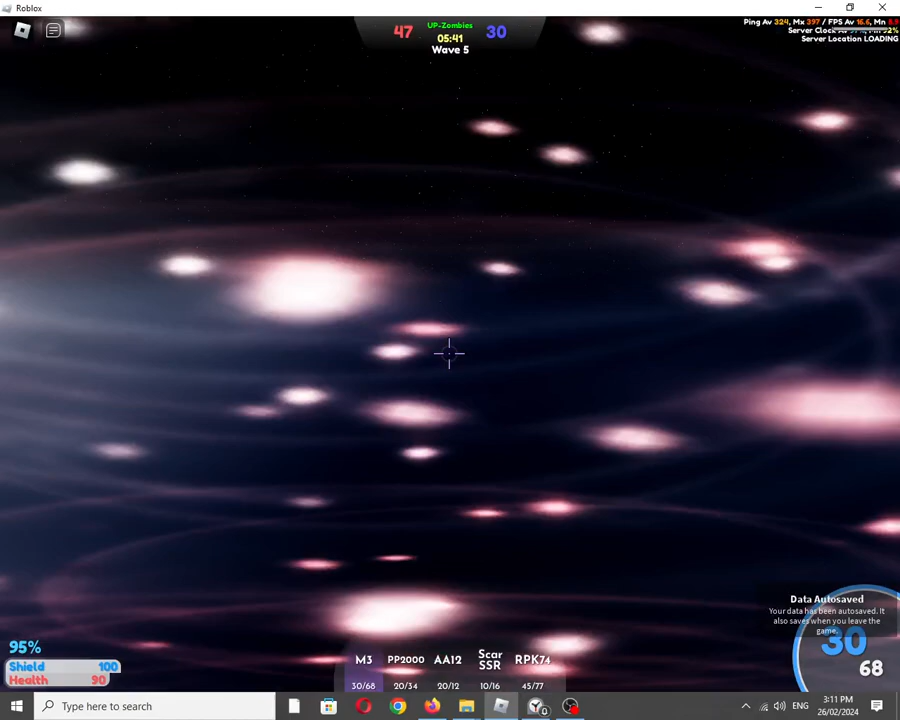 Roblox
47 UP-Zombies 30
05:41
Wave 5
Ping Av 324, Mx 397 / FPS Av 16.6, Mn 8.9
Server Location LOADING
Data Autosaved
Your data has been autosaved. It
also saves when you leave the
game.
30
68
95%
Shield 100
Health 90
M3 PP2000 AA12 Scar SSR RPK74
30/68 20/34 20/12 10/16 45/77
Type here to search
ENG
3:11 PM
26/02/2024